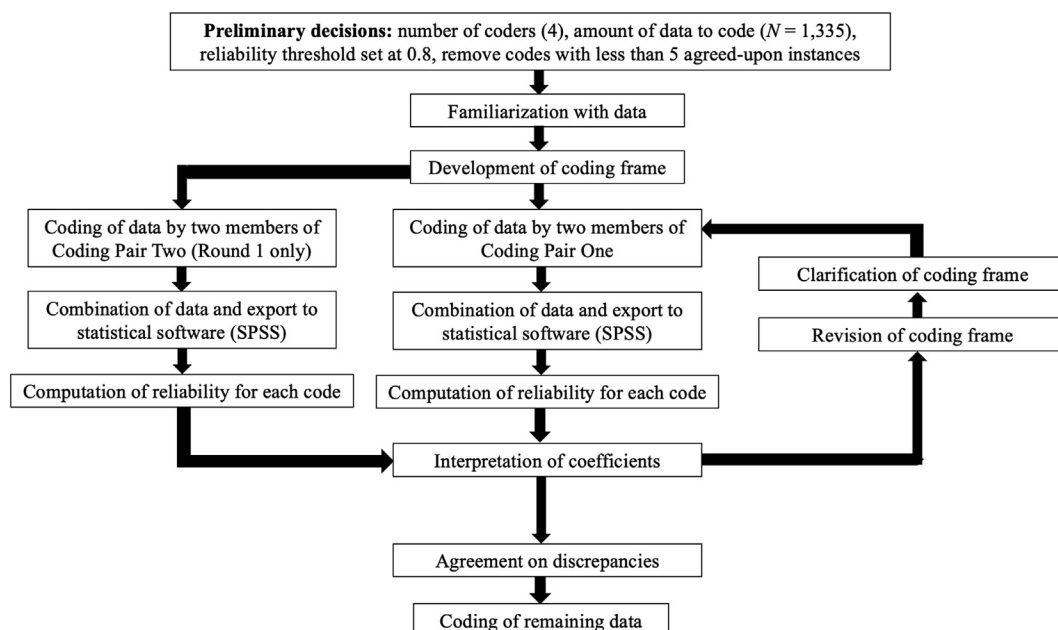 Preliminary decisions: number of coders (4), amount of data to code (N = 1,335),
reliability threshold set at 0.8, remove codes with less than 5 agreed-upon instances
Familiarization with data
Development of coding frame
Coding of data by two members of
Coding Pair Two (Round 1 only)
Coding of data by two members of
Coding Pair One
Clarification of coding frame
Combination of data and export to
statistical software (SPSS)
Combination of data and export to
statistical software (SPSS)
Revision of coding frame
Computation of reliability for each code
Computation of reliability for each code
Interpretation of coefficients
Agreement on discrepancies
Coding of remaining data